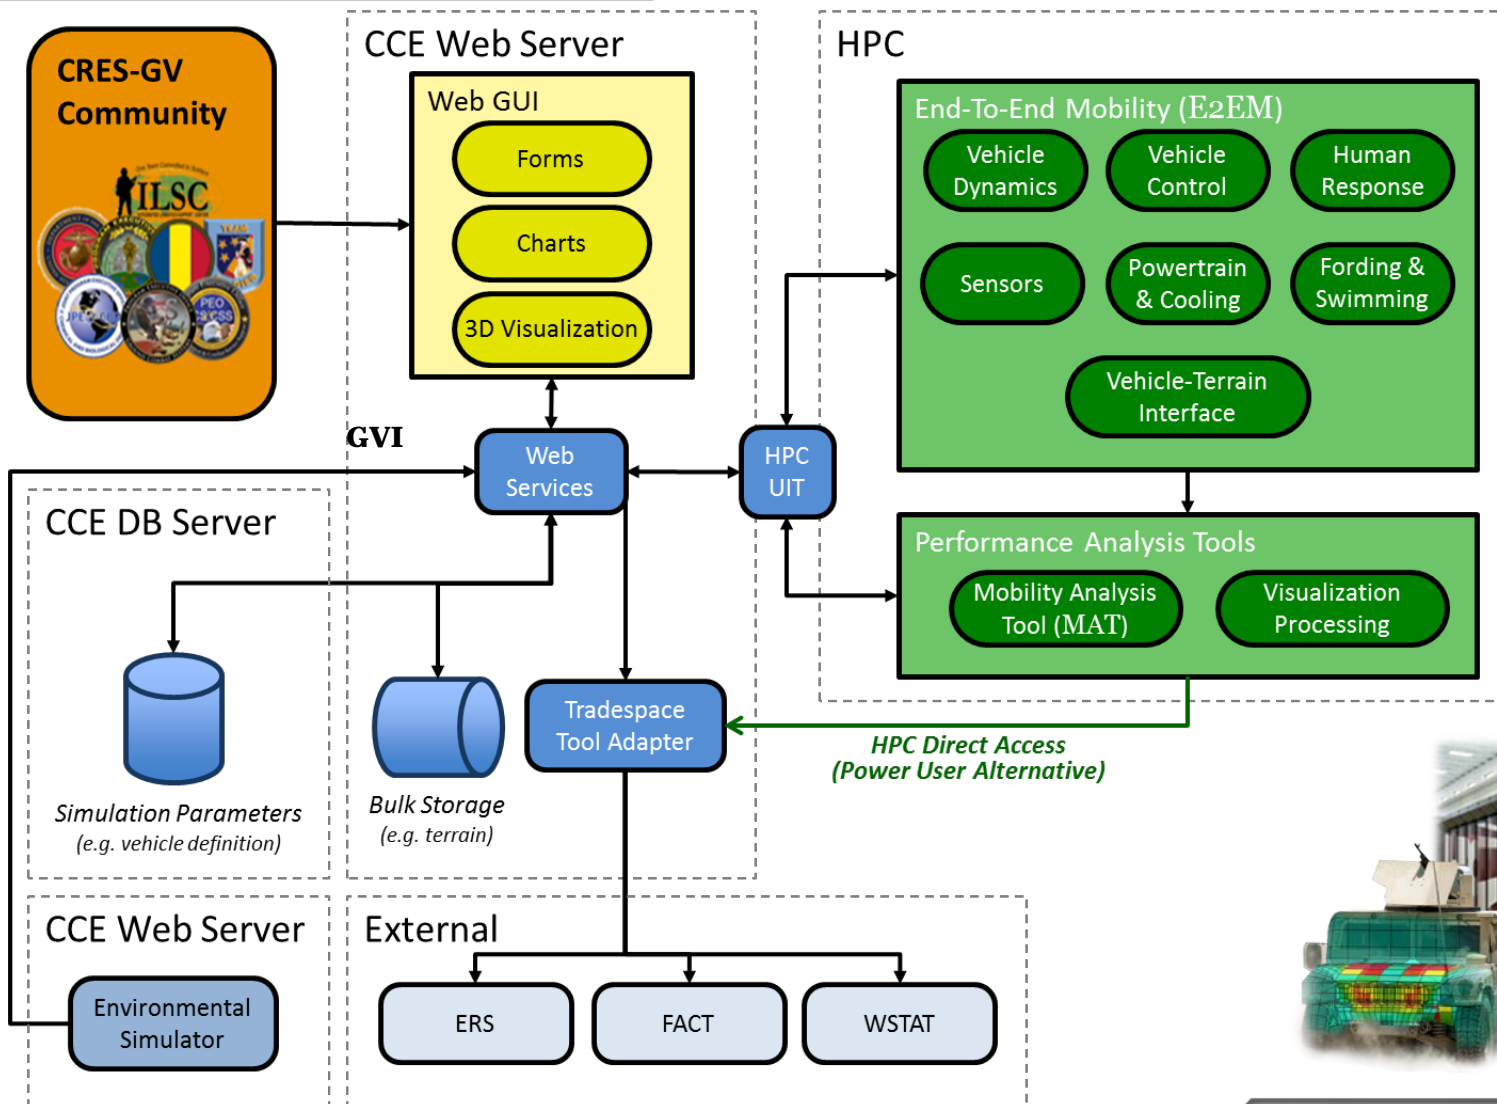 CRES-GV
Community
ILSC
TEAM
PEO
CCE Web Server
Web GUI
Forms
Charts
3D Visualization
GVI
Web
Services
HPC
UIT
HPC
End-To-End Mobility (E2EM)
Vehicle
Dynamics
Vehicle
Control
Human
Response
Sensors
Powertrain
& Cooling
Fording &
Swimming
Vehicle-Terrain
Interface
Performance Analysis Tools
Mobility Analysis
Tool (MAT)
Visualization
Processing
CCE DB Server
Simulation Parameters
(e.g. vehicle definition)
Bulk Storage
(e.g. terrain)
Tradespace
Tool Adapter
HPC Direct Access
(Power User Alternative)
CCE Web Server
Environmental
Simulator
External
ERS
FACT
WSTAT